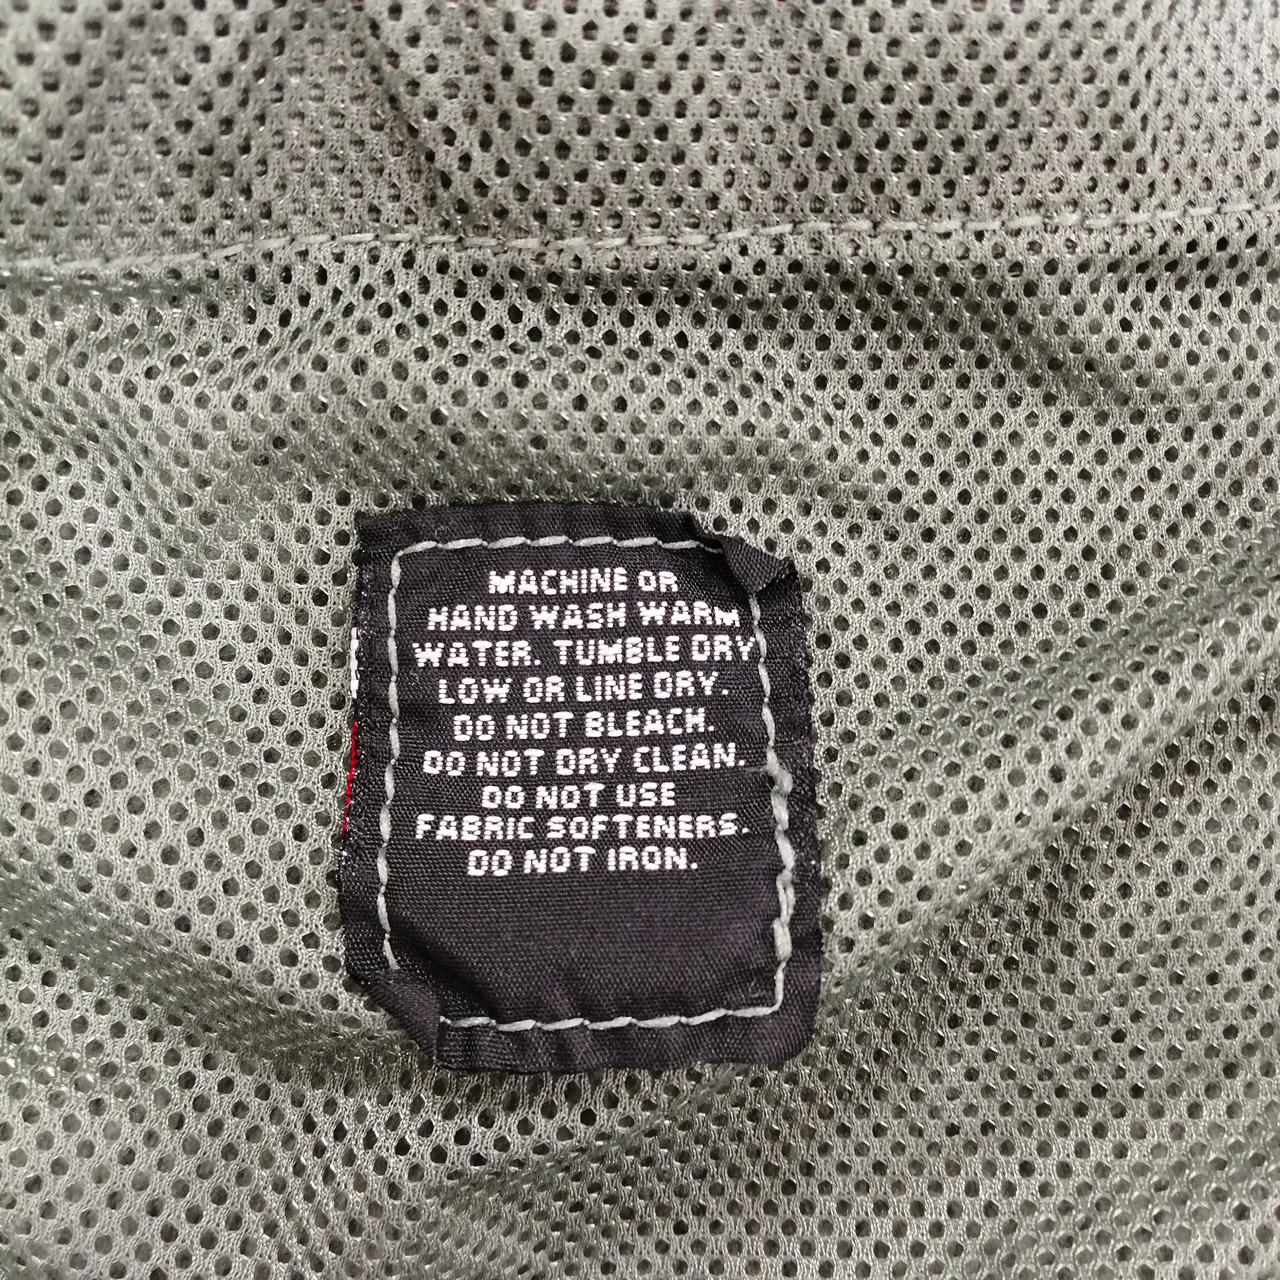 MACHINE OR
HAND WASH WARM
WATER. TUMBLE DRY
LOW OR LINE DRY.
DO NOT BLEACH.
DO NOT DRY CLEAN.
DO NOT USE
FABRIC SOFTENERS.
DO NOT IRON.